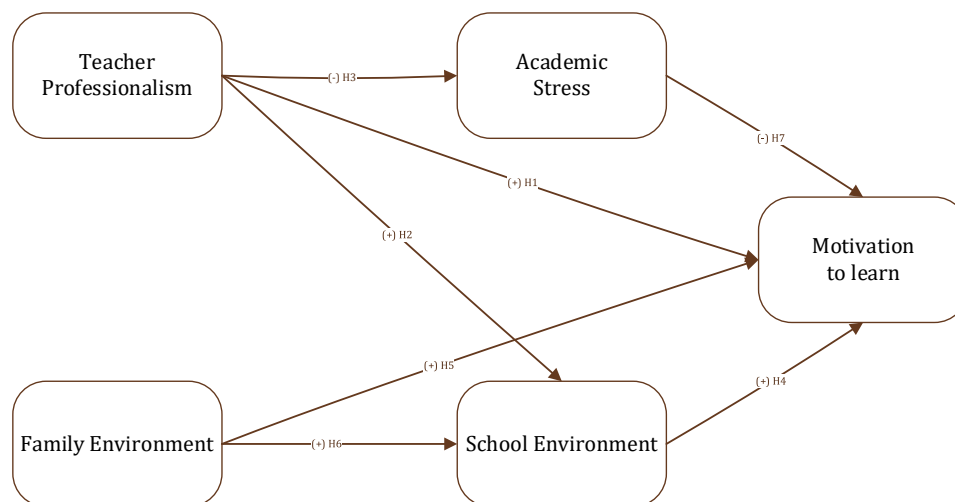 Teacher
Professionalism
(-) H3
Academic
Stress
(-) H7
(+) H1
(+) H2
Motivation
to learn
(+) H5
(+) H4
Family Environment
(+) H6
School Environment